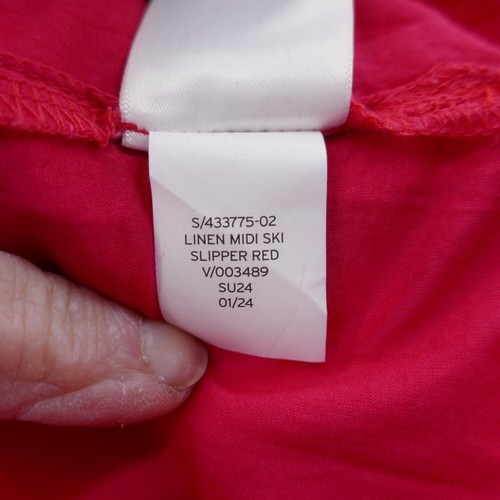 S/433775-02
LINEN MIDI SKI
SLIPPER RED
V/003489
SU24
01/24